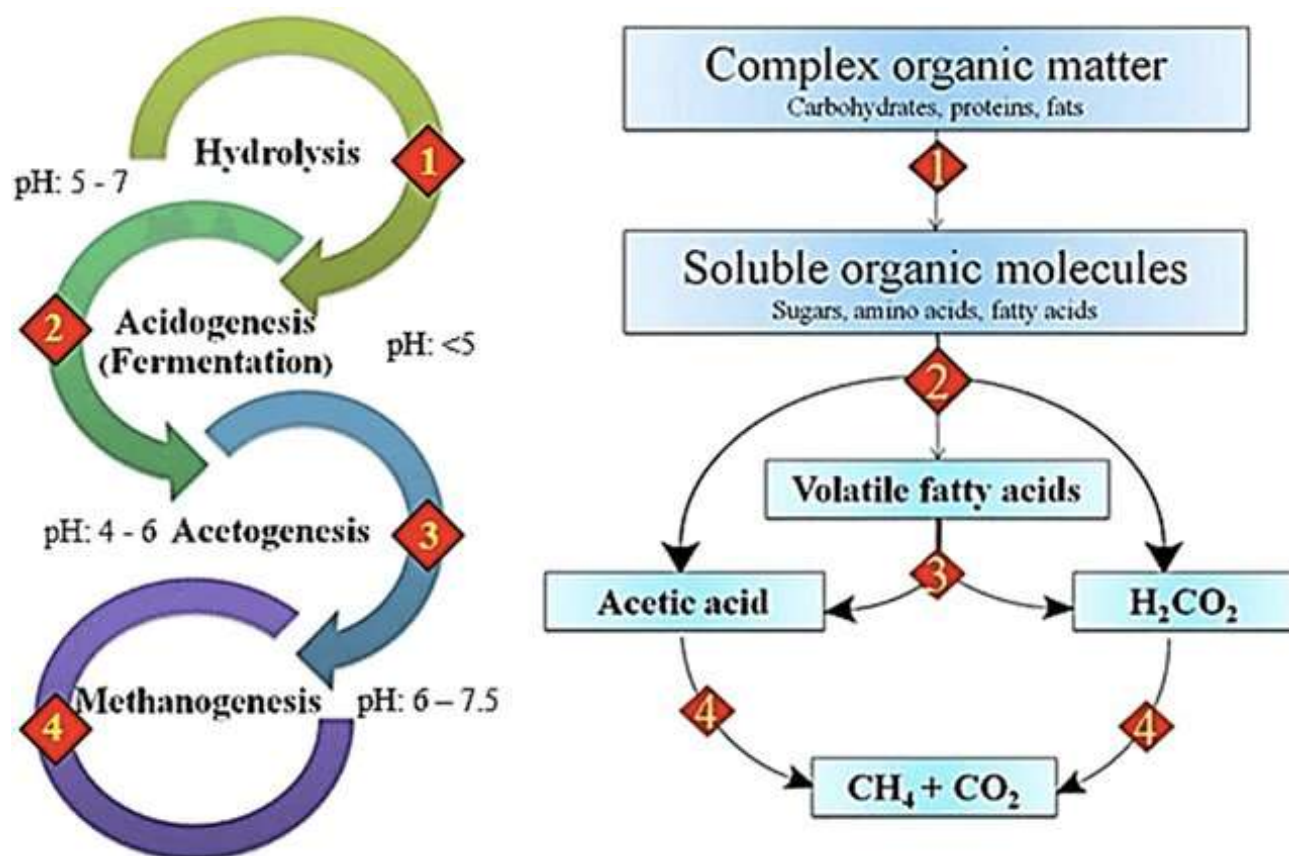 Hydrolysis
1
pH: 5 - 7
2
Acidogenesis
(Fermentation)
pH: <5
pH: 4 - 6
Acetogenesis
3
Methanogenesis
pH: 6 – 7.5
4
Complex organic matter
Carbohydrates, proteins, fats
1
Soluble organic molecules
Sugars, amino acids, fatty acids
2
Volatile fatty acids
3
Acetic acid
H₂CO₂
4
4
CH₄ + CO₂